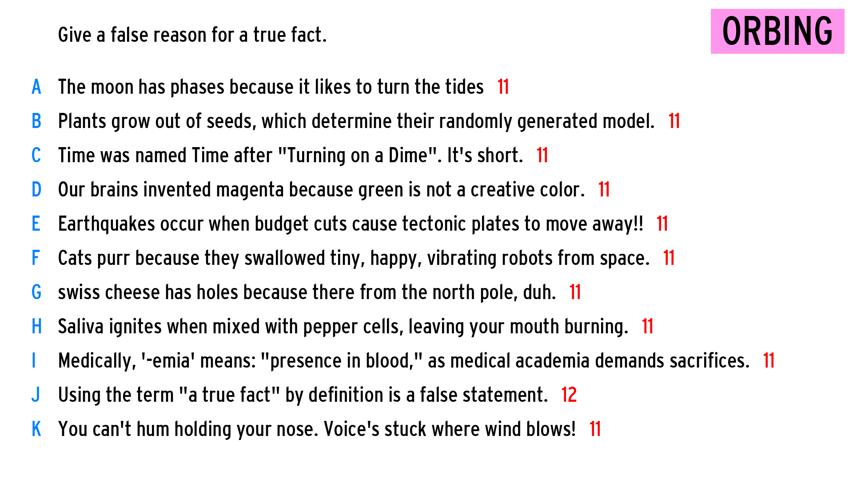 Give a false reason for a true fact.
ORBING
A The moon has phases because it likes to turn the tides 11
B Plants grow out of seeds, which determine their randomly generated model. 11
C Time was named Time after "Turning on a Dime". It's short. 11
D Our brains invented magenta because green is not a creative color. 11
E Earthquakes occur when budget cuts cause tectonic plates to move away!! 11
F Cats purr because they swallowed tiny, happy, vibrating robots from space. 11
G swiss cheese has holes because there from the north pole, duh. 11
H Saliva ignites when mixed with pepper cells, leaving your mouth burning. 11
I Medically, '-emia' means: "presence in blood," as medical academia demands sacrifices. 11
J Using the term "a true fact" by definition is a false statement. 12
K You can't hum holding your nose. Voice's stuck where wind blows! 11